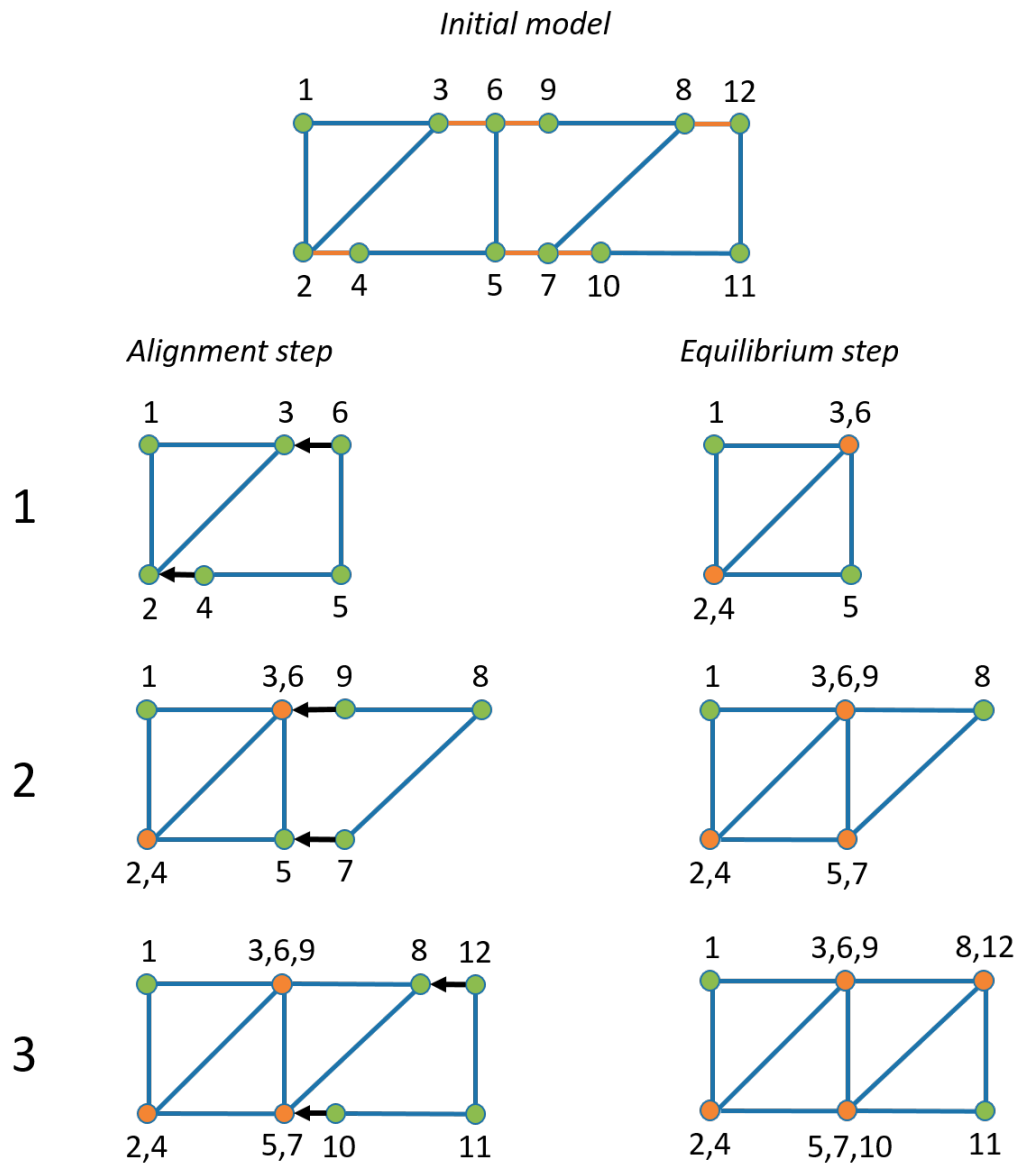 Initial model
1 3 6 9 8 12
2 4 5 7 10 11
Alignment step Equilibrium step
1 3 6 1 3,6
1
2 4 5 2,4 5
1 3,6 9 8 1 3,6,9 8
2
2,4 5 7 2,4 5,7
1 3,6,9 8 12 1 3,6,9 8,12
3
2,4 5,7 10 11 2,4 5,7,10 11